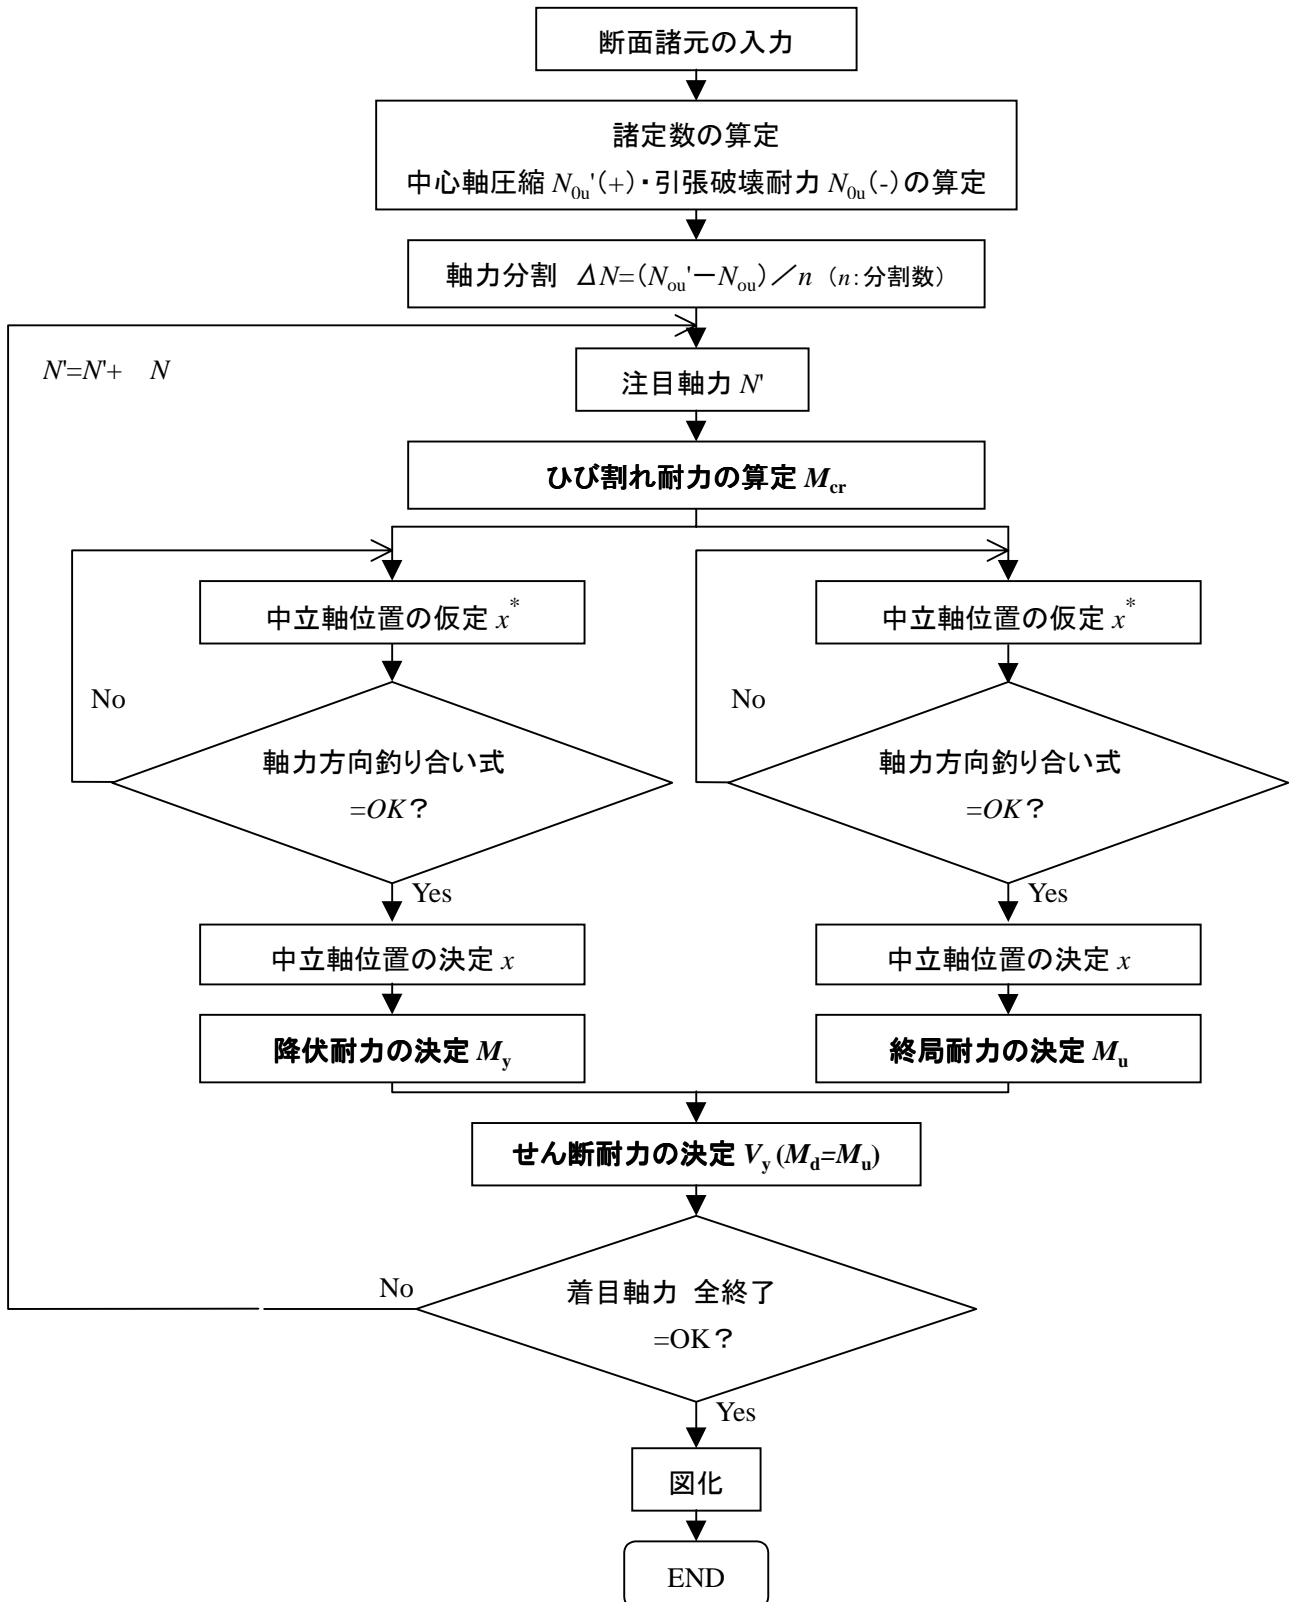 断面諸元の入力
諸定数の算定
中心軸圧縮 N0u'(+)・引張破壊耐力 N0u(-)の算定
軸力分割 ΔN=(Nou'－Nou)／n (n:分割数)
N'=N'+ N
注目軸力 N'
ひび割れ耐力の算定 Mcr
中立軸位置の仮定 x*
中立軸位置の仮定 x*
No
No
軸力方向釣り合い式
=OK？
軸力方向釣り合い式
=OK？
Yes
Yes
中立軸位置の決定 x
中立軸位置の決定 x
降伏耐力の決定 My
終局耐力の決定 Mu
せん断耐力の決定 Vy (Md=Mu)
No
着目軸力 全終了
=OK？
Yes
図化
END